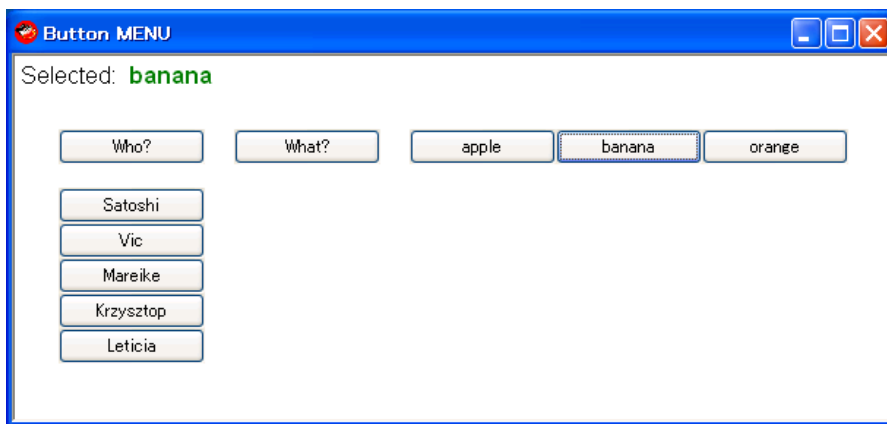 Button MENU
Selected: banana
Who? What? apple banana orange
Satoshi
Vic
Mareike
Krzysztop
Leticia